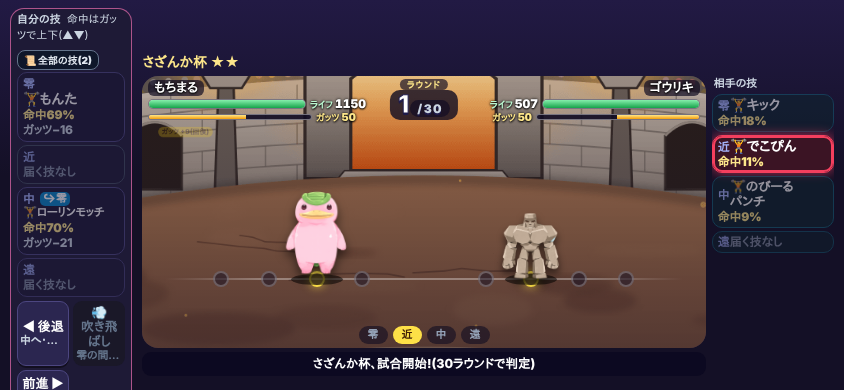 自分の技 命中はガッ
ツで上下(▲▼)
📜全部の技(2)
零
🏋もんた
命中69%
ガッツ−16
近
届く技なし
中 ↪零
🏋ローリンモッチ
命中70%
ガッツ−21
遠
届く技なし
◀ 後退
中へ・…
💨
吹き飛
ばし
零の間…
前進 ▶
さざんか杯 ★★
もちまる
ライフ 1150
ガッツ 50
ラウンド
1 /30
ゴウリキ
507 ライフ
50 ガッツ
零 近 中 遠
さざんか杯、試合開始!(30ラウンドで判定)
相手の技
零🏋キック
命中18%
近🏋でこぴん
命中11%
中🏋のびーる
パンチ
命中9%
遠届く技なし